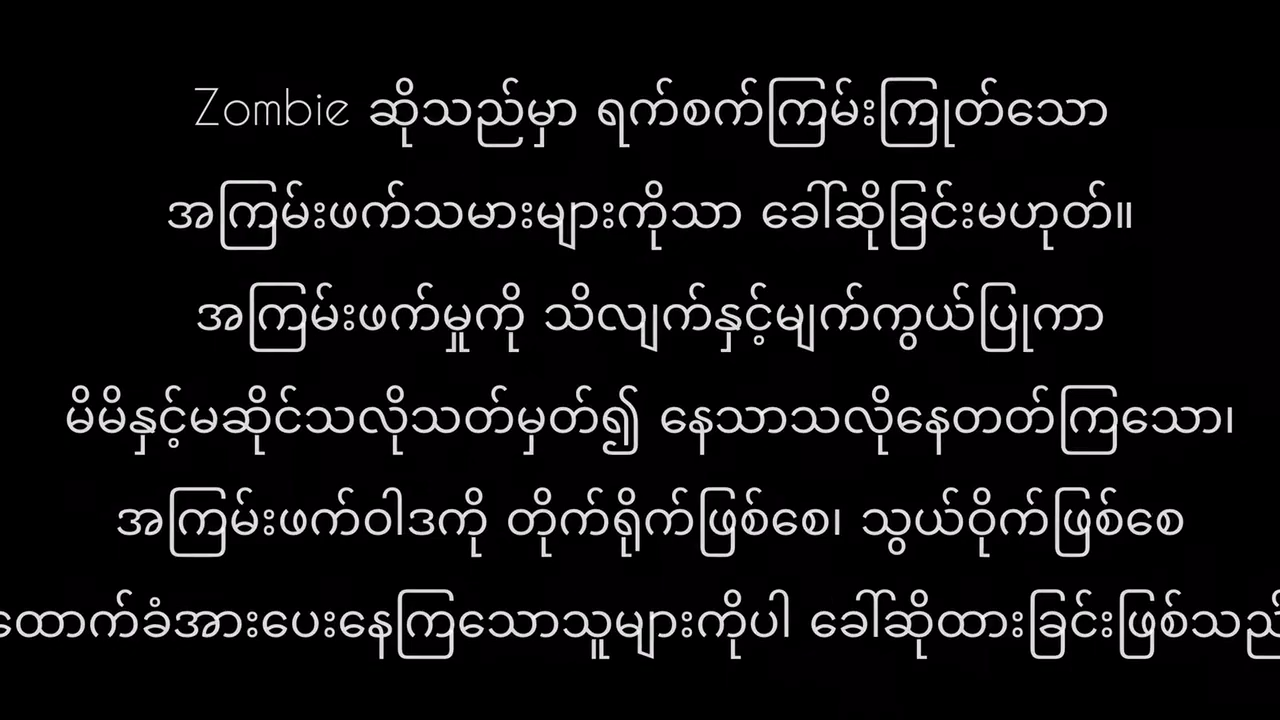 Zombie ဆိုသည်မှာ ရက်စက်ကြမ်းကြုတ်သော
အကြမ်းဖက်သမားများကိုသာ ခေါ်ဆိုခြင်းမဟုတ်။
အကြမ်းဖက်မှုကို သိလျက်နှင့်မျက်ကွယ်ပြုကာ
မိမိနှင့်မဆိုင်သလိုသတ်မှတ်၍ နေသာသလိုနေတတ်ကြသော၊
အကြမ်းဖက်ဝါဒကို တိုက်ရိုက်ဖြစ်စေ၊ သွယ်ဝိုက်ဖြစ်စေ
ထောက်ခံအားပေးနေကြသောသူများကိုပါ ခေါ်ဆိုထားခြင်းဖြစ်သည်